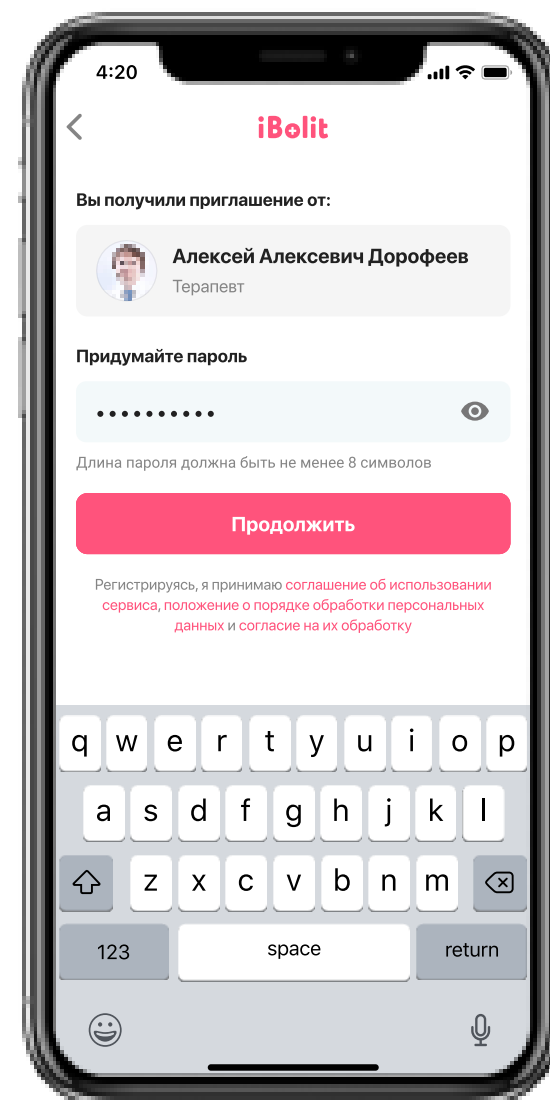 4:20
iBolit
Вы получили приглашение от:
Алексей Алексевич Дорофеев
Терапевт
Придумайте пароль
••••••••••
Длина пароля должна быть не менее 8 символов
Продолжить
Регистрируясь, я принимаю соглашение об использовании
сервиса, положение о порядке обработки персональных
данных и согласие на их обработку
q w e r t y u i o p
a s d f g h j k l
z x c v b n m
123 space return